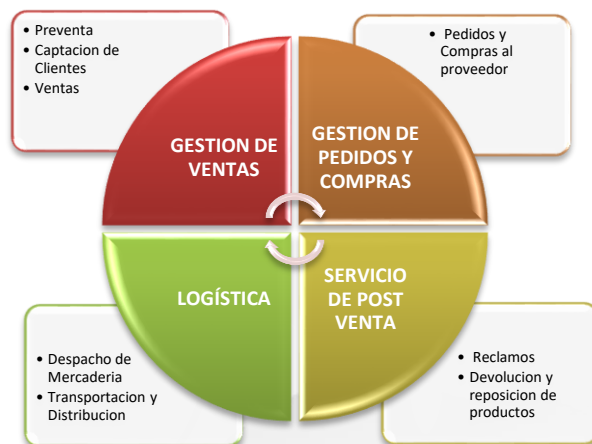 • Preventa
• Captacion de
Clientes
• Ventas
• Pedidos y
Compras al
proveedor
GESTION DE
VENTAS
GESTION DE
PEDIDOS Y
COMPRAS
LOGÍSTICA
SERVICIO
DE POST
VENTA
• Despacho de
Mercaderia
• Transportacion y
Distribucion
• Reclamos
• Devolucion y
reposicion de
productos